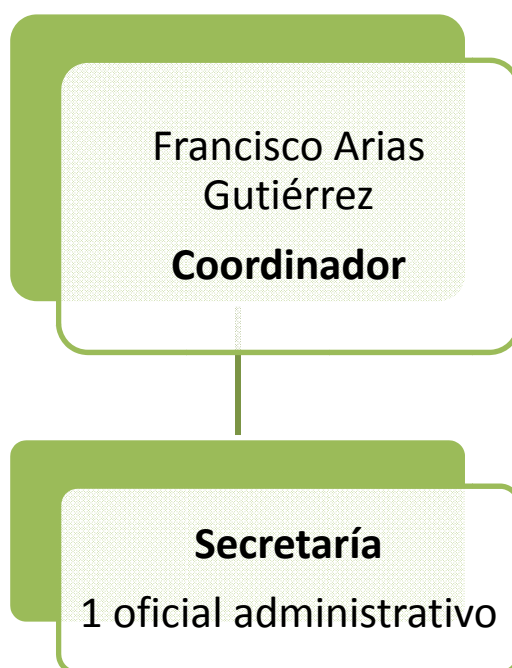 Francisco Arias
Gutiérrez
Coordinador
Secretaría
1 oficial administrativo